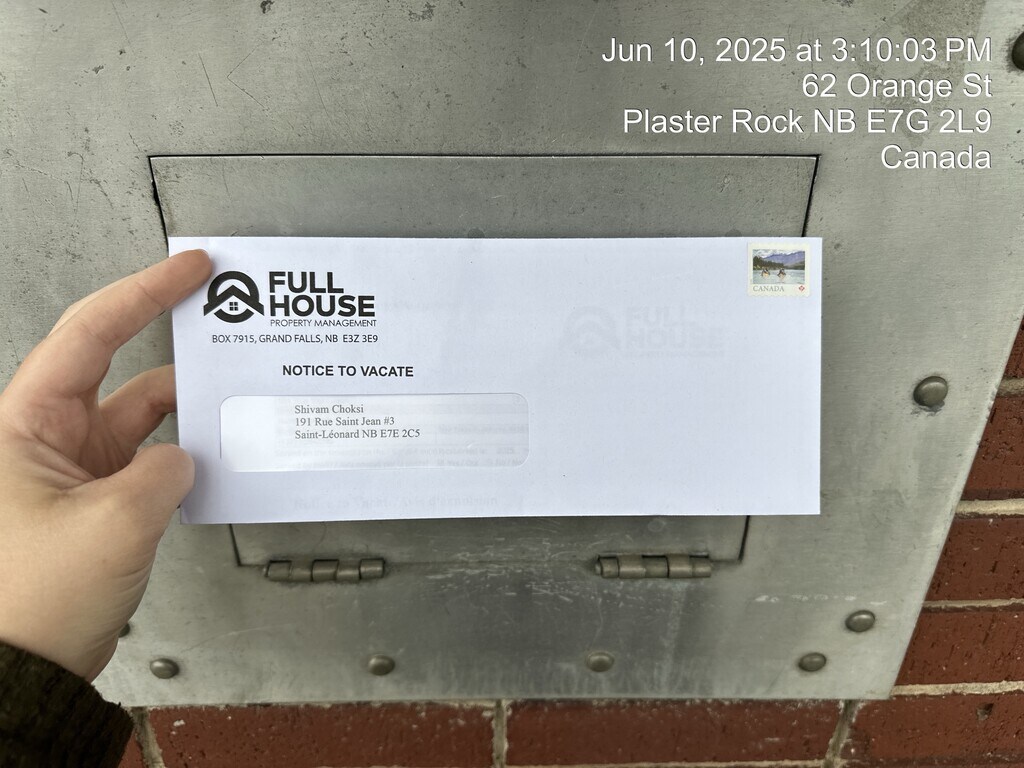 Jun 10, 2025 at 3:10:03 PM
62 Orange St
Plaster Rock NB E7G 2L9
Canada
FULL
HOUSE
PROPERTY MANAGEMENT
BOX 7915, GRAND FALLS, NB E3Z 3E9
NOTICE TO VACATE
Shivam Choksi
191 Rue Saint Jean #3
Saint-Léonard NB E7E 2C5
CANADA
FULL
HOUSE